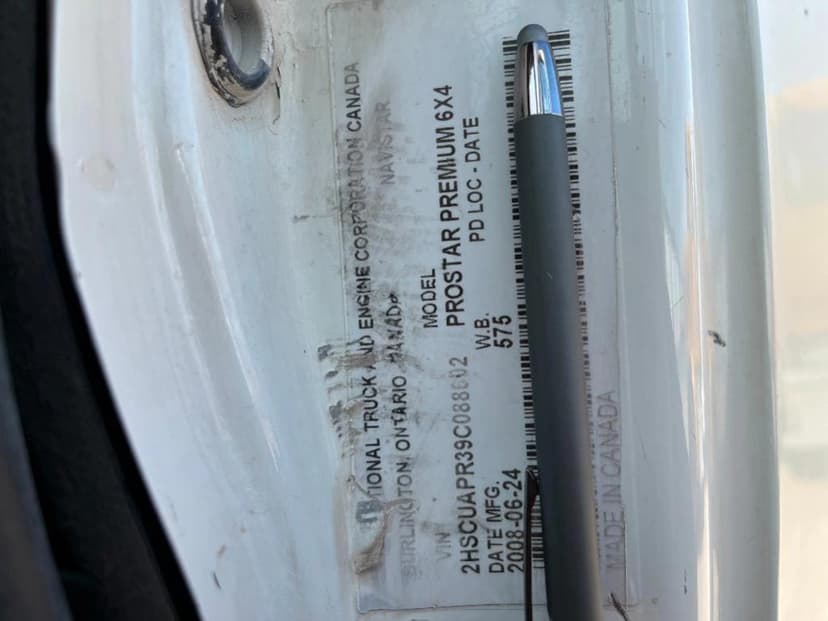 TIONAL TRUCK AND ENGINE CORPORATION CANADA
BURLINGTON, ONTARIO, CANADA NAVISTAR
VIN MODEL
2HSCUAPR39C088602 PROSTAR PREMIUM 6X4
DATE MFG. W.B. PD LOC - DATE
2008-06-24 575
MADE IN CANADA